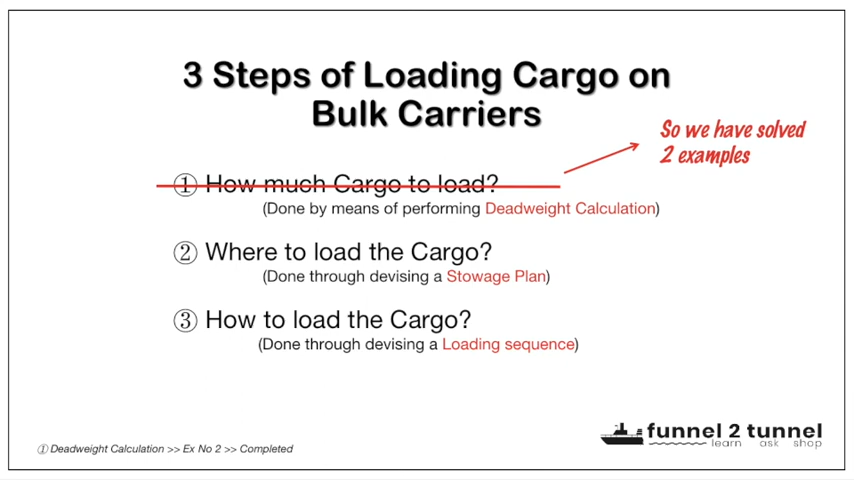 3 Steps of Loading Cargo on
Bulk Carriers
So we have solved
2 examples
① How much Cargo to load?
(Done by means of performing Deadweight Calculation)
② Where to load the Cargo?
(Done through devising a Stowage Plan)
③ How to load the Cargo?
(Done through devising a Loading sequence)
funnel 2 tunnel
learn ask shop
① Deadweight Calculation >> Ex No 2 >> Completed